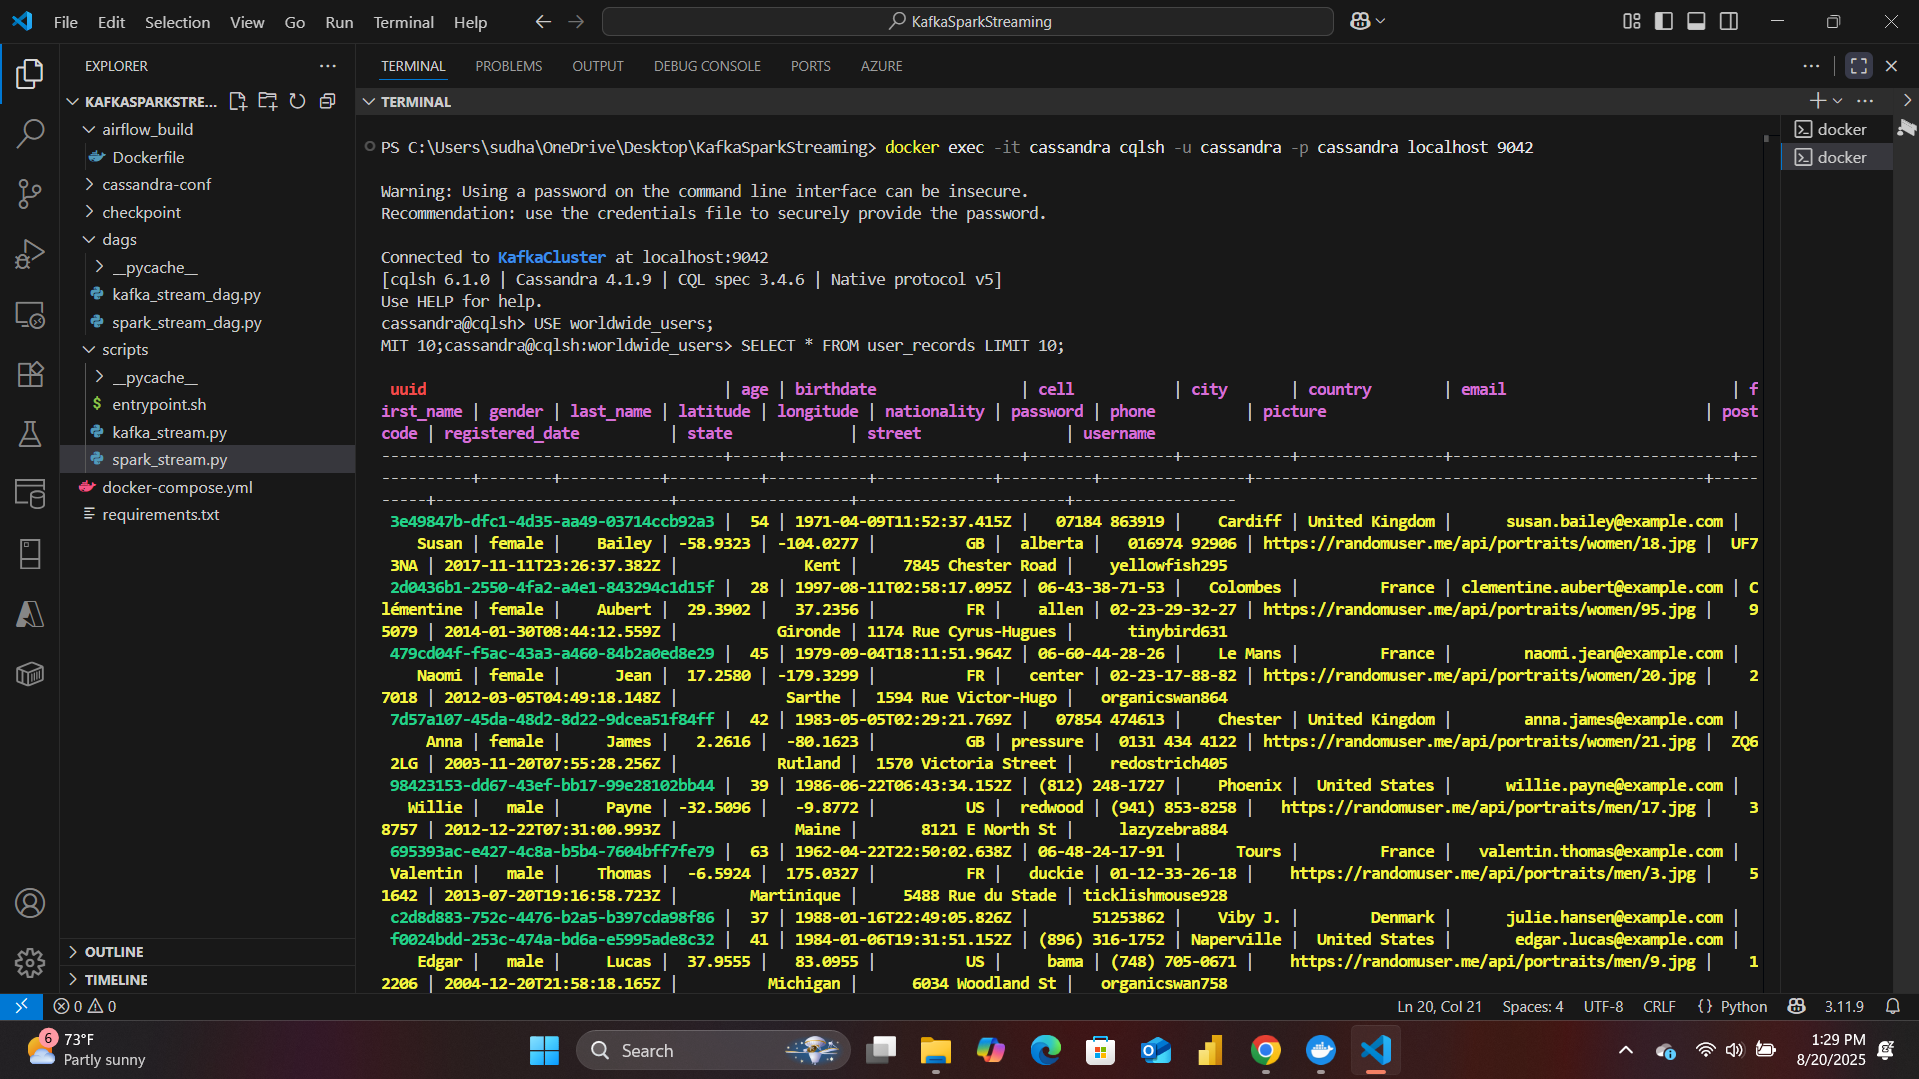 File Edit Selection View Go Run Terminal Help
KafkaSparkStreaming
EXPLORER
KAFKASPARKSTRE...
airflow_build
Dockerfile
cassandra-conf
checkpoint
dags
__pycache__
kafka_stream_dag.py
spark_stream_dag.py
scripts
__pycache__
entrypoint.sh
kafka_stream.py
spark_stream.py
docker-compose.yml
requirements.txt
OUTLINE
TIMELINE
TERMINAL PROBLEMS OUTPUT DEBUG CONSOLE PORTS AZURE
TERMINAL
docker
docker
PS C:\Users\sudha\OneDrive\Desktop\KafkaSparkStreaming> docker exec -it cassandra cqlsh -u cassandra -p cassandra localhost 9042
Warning: Using a password on the command line interface can be insecure.
Recommendation: use the credentials file to securely provide the password.
Connected to KafkaCluster at localhost:9042
[cqlsh 6.1.0 | Cassandra 4.1.9 | CQL spec 3.4.6 | Native protocol v5]
Use HELP for help.
cassandra@cqlsh> USE worldwide_users;
MIT 10;cassandra@cqlsh:worldwide_users> SELECT * FROM user_records LIMIT 10;
uuid | age | birthdate | cell | city | country | email | f
irst_name | gender | last_name | latitude | longitude | nationality | password | phone | picture | post
code | registered_date | state | street | username
--------------------------------------+-----+--------------------------+----------------+------------+----------------+-------------------------------+--
----------+--------+-----------+----------+-----------+-------------+----------+----------------+--------------------------------------------------+-----
-----+--------------------------+-------------------+-----------------------+------------------
3e49847b-dfc1-4d35-aa49-03714ccb92a3 | 54 | 1971-04-09T11:52:37.415Z | 07184 863919 | Cardiff | United Kingdom | susan.bailey@example.com |
Susan | female | Bailey | -58.9323 | -104.0277 | GB | alberta | 016974 92906 | https://randomuser.me/api/portraits/women/18.jpg | UF7
3NA | 2017-11-11T23:26:37.382Z | Kent | 7845 Chester Road | yellowfish295
2d0436b1-2550-4fa2-a4e1-843294c1d15f | 28 | 1997-08-11T02:58:17.095Z | 06-43-38-71-53 | Colombes | France | clementine.aubert@example.com | C
lémentine | female | Aubert | 29.3902 | 37.2356 | FR | allen | 02-23-29-32-27 | https://randomuser.me/api/portraits/women/95.jpg | 9
5079 | 2014-01-30T08:44:12.559Z | Gironde | 1174 Rue Cyrus-Hugues | tinybird631
479cd04f-f5ac-43a3-a460-84b2a0ed8e29 | 45 | 1979-09-04T18:11:51.964Z | 06-60-44-28-26 | Le Mans | France | naomi.jean@example.com |
Naomi | female | Jean | 17.2580 | -179.3299 | FR | center | 02-23-17-88-82 | https://randomuser.me/api/portraits/women/20.jpg | 2
7018 | 2012-03-05T04:49:18.148Z | Sarthe | 1594 Rue Victor-Hugo | organicswan864
7d57a107-45da-48d2-8d22-9dcea51f84ff | 42 | 1983-05-05T02:29:21.769Z | 07854 474613 | Chester | United Kingdom | anna.james@example.com |
Anna | female | James | 2.2616 | -80.1623 | GB | pressure | 0131 434 4122 | https://randomuser.me/api/portraits/women/21.jpg | ZQ6
2LG | 2003-11-20T07:55:28.256Z | Rutland | 1570 Victoria Street | redostrich405
98423153-dd67-43ef-bb17-99e28102bb44 | 39 | 1986-06-22T06:43:34.152Z | (812) 248-1727 | Phoenix | United States | willie.payne@example.com |
Willie | male | Payne | -32.5096 | -9.8772 | US | redwood | (941) 853-8258 | https://randomuser.me/api/portraits/men/17.jpg | 3
8757 | 2012-12-22T07:31:00.993Z | Maine | 8121 E North St | lazyzebra884
695393ac-e427-4c8a-b5b4-7604bff7fe79 | 63 | 1962-04-22T22:50:02.638Z | 06-48-24-17-91 | Tours | France | valentin.thomas@example.com |
Valentin | male | Thomas | -6.5924 | 175.0327 | FR | duckie | 01-12-33-26-18 | https://randomuser.me/api/portraits/men/3.jpg | 5
1642 | 2013-07-20T19:16:58.723Z | Martinique | 5488 Rue du Stade | ticklishmouse928
c2d8d883-752c-4476-b2a5-b397cda98f86 | 37 | 1988-01-16T22:49:05.826Z | 51253862 | Viby J. | Denmark | julie.hansen@example.com |
f0024bdd-253c-474a-bd6a-e5995ade8c32 | 41 | 1984-01-06T19:31:51.152Z | (896) 316-1752 | Naperville | United States | edgar.lucas@example.com |
Edgar | male | Lucas | 37.9555 | 83.0955 | US | bama | (748) 705-0671 | https://randomuser.me/api/portraits/men/9.jpg | 1
2206 | 2004-12-20T21:58:18.165Z | Michigan | 6034 Woodland St | organicswan758
0 0 Ln 20, Col 21 Spaces: 4 UTF-8 CRLF {} Python 3.11.9
6 73°F
Partly sunny
Search
1:29 PM
8/20/2025